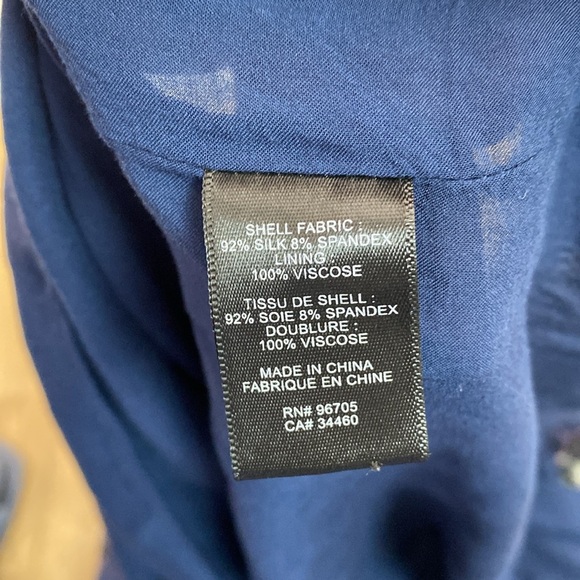 SHELL FABRIC :
92% SILK 8% SPANDEX
LINING
100% VISCOSE
TISSU DE SHELL :
92% SOIE 8% SPANDEX
DOUBLURE :
100% VISCOSE
MADE IN CHINA
FABRIQUE EN CHINE
RN# 96705
CA# 34460